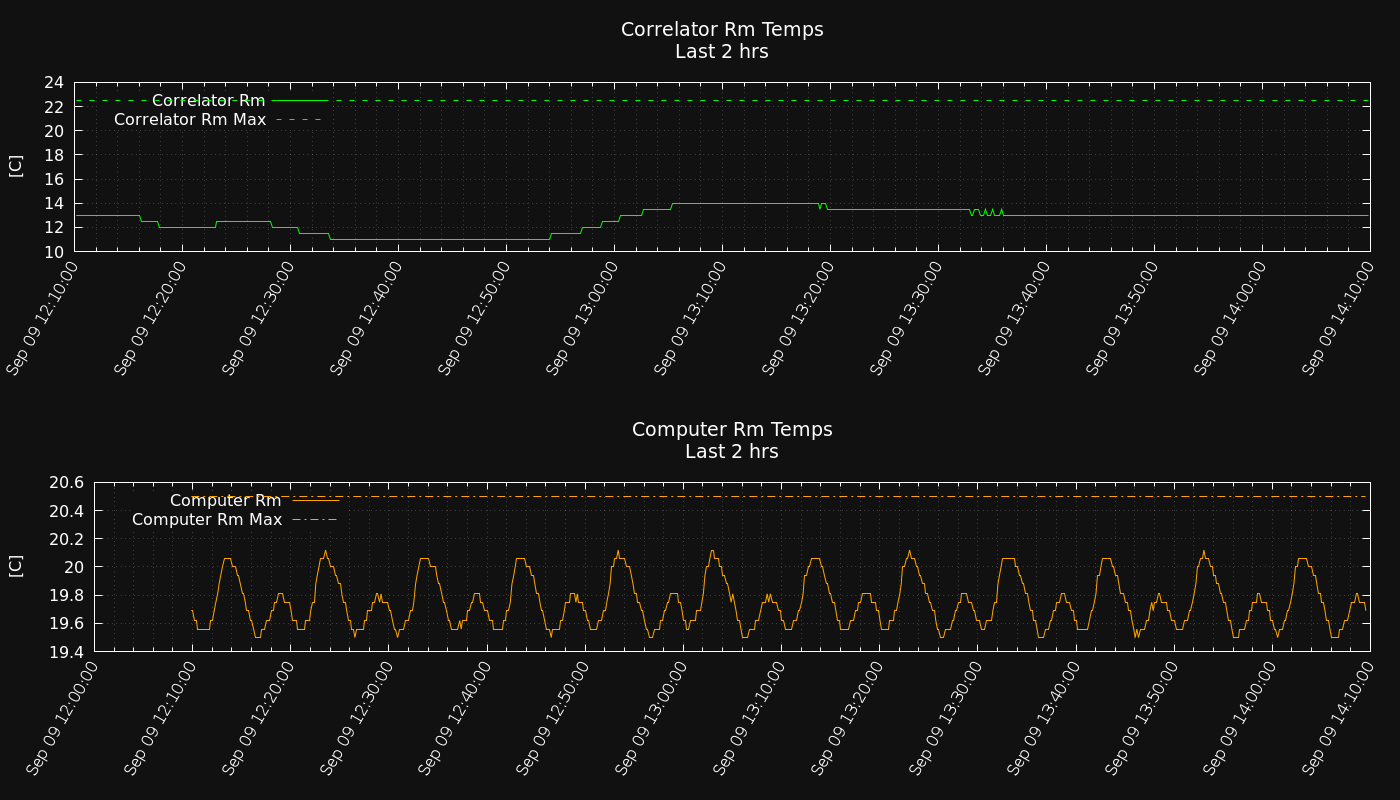 Correlator Rm Temps
Last 2 hrs
24
22
20
18
16
14
12
10
[C]
Correlator Rm
Correlator Rm Max
Sep 09 12:10:00
Sep 09 12:20:00
Sep 09 12:30:00
Sep 09 12:40:00
Sep 09 12:50:00
Sep 09 13:00:00
Sep 09 13:10:00
Sep 09 13:20:00
Sep 09 13:30:00
Sep 09 13:40:00
Sep 09 13:50:00
Sep 09 14:00:00
Sep 09 14:10:00
Computer Rm Temps
Last 2 hrs
20.6
20.4
20.2
20
19.8
19.6
19.4
[C]
Computer Rm
Computer Rm Max
Sep 09 12:00:00
Sep 09 12:10:00
Sep 09 12:20:00
Sep 09 12:30:00
Sep 09 12:40:00
Sep 09 12:50:00
Sep 09 13:00:00
Sep 09 13:10:00
Sep 09 13:20:00
Sep 09 13:30:00
Sep 09 13:40:00
Sep 09 13:50:00
Sep 09 14:00:00
Sep 09 14:10:00